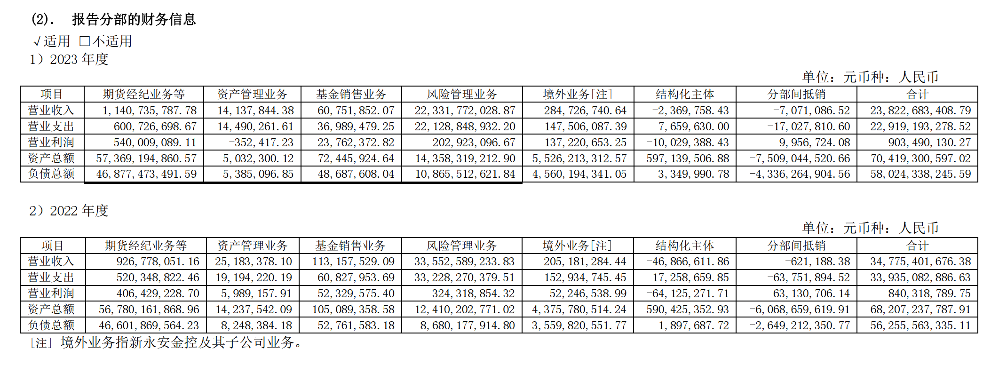 (2). 报告分部的财务信息
√适用 □不适用
1）2023 年度
单位：元币种：人民币
项目 期货经纪业务等 资产管理业务 基金销售业务 风险管理业务 境外业务[注] 结构化主体 分部间抵销 合计
营业收入 1,140,735,787.78 14,137,844.38 60,751,852.07 22,331,772,028.87 284,726,740.64 -2,369,758.43 -7,071,086.52 23,822,683,408.79
营业支出 600,726,698.67 14,490,261.61 36,989,479.25 22,128,848,932.20 147,506,087.39 7,659,630.00 -17,027,810.60 22,919,193,278.52
营业利润 540,009,089.11 -352,417.23 23,762,372.82 202,923,096.67 137,220,653.25 -10,029,388.43 9,956,724.08 903,490,130.27
资产总额 57,369,194,860.57 5,032,300.12 72,445,924.64 14,358,319,212.90 5,526,213,312.57 597,139,506.88 -7,509,044,520.66 70,419,300,597.02
负债总额 46,877,473,491.59 5,385,096.85 48,687,608.04 10,865,512,621.84 4,560,194,341.05 3,349,990.78 -4,336,264,904.56 58,024,338,245.59
2）2022 年度
单位：元币种：人民币
项目 期货经纪业务等 资产管理业务 基金销售业务 风险管理业务 境外业务[注] 结构化主体 分部间抵销 合计
营业收入 926,778,051.16 25,183,378.10 113,157,529.09 33,552,589,233.83 205,181,284.44 -46,866,611.86 -621,188.38 34,775,401,676.38
营业支出 520,348,822.46 19,194,220.19 60,827,953.69 33,228,270,379.51 152,934,745.45 17,258,659.85 -63,751,894.52 33,935,082,886.63
营业利润 406,429,228.70 5,989,157.91 52,329,575.40 324,318,854.32 52,246,538.99 -64,125,271.71 63,130,706.14 840,318,789.75
资产总额 56,780,161,868.96 14,237,542.09 105,089,358.58 12,410,202,771.02 4,375,780,514.24 590,425,352.93 -6,068,659,619.91 68,207,237,787.91
负债总额 46,601,869,564.23 8,248,384.18 52,761,583.18 8,680,177,914.80 3,559,820,551.77 1,897,687.72 -2,649,212,350.77 56,255,563,335.11
[注] 境外业务指新永安金控及其子公司业务。